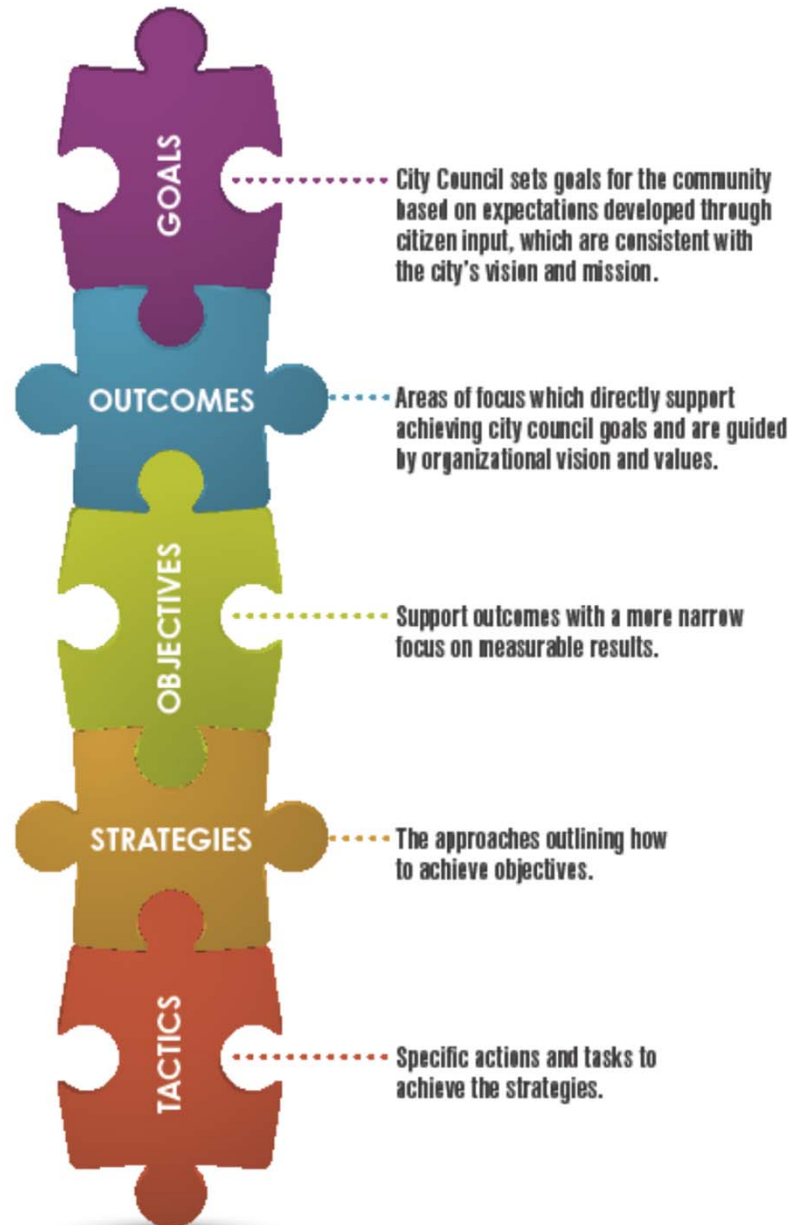 GOALS
City Council sets goals for the community
based on expectations developed through
citizen input, which are consistent with
the city's vision and mission.
OUTCOMES
Areas of focus which directly support
achieving city council goals and are guided
by organizational vision and values.
OBJECTIVES
Support outcomes with a more narrow
focus on measurable results.
STRATEGIES
The approaches outlining how
to achieve objectives.
TACTICS
Specific actions and tasks to
achieve the strategies.